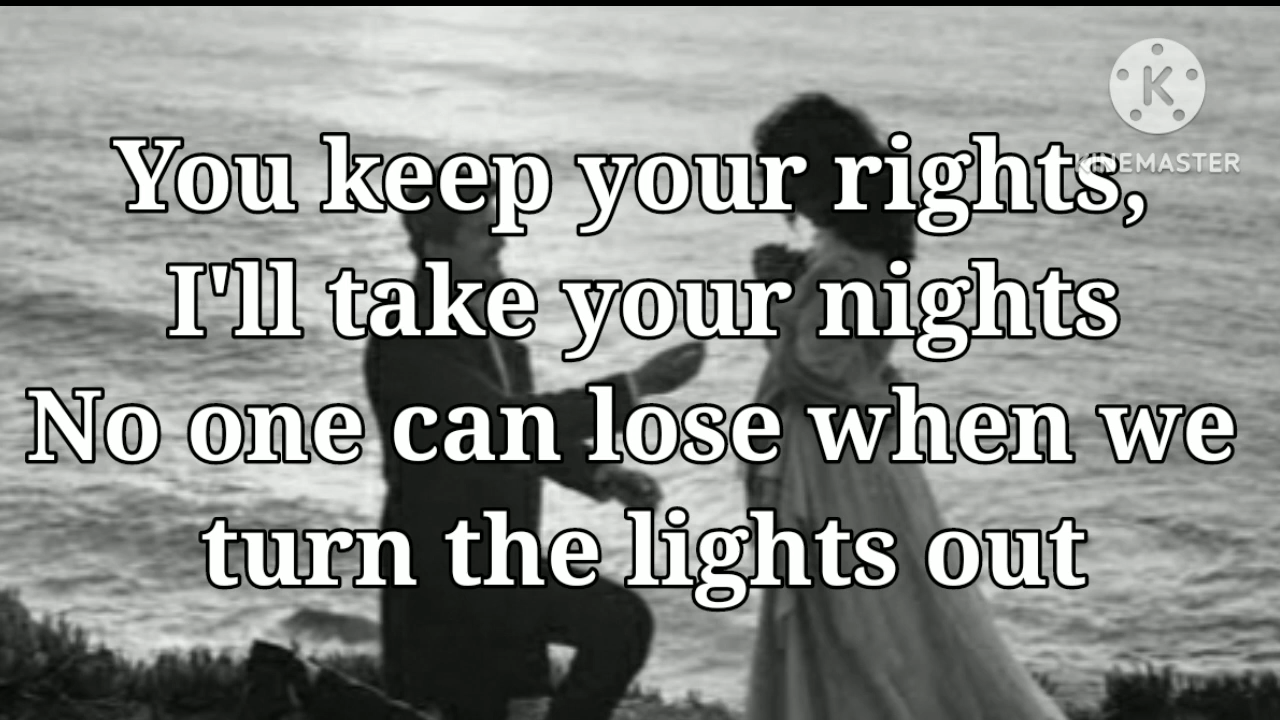 K
KINEMASTER
You keep your rights,
I'll take your nights
No one can lose when we
turn the lights out